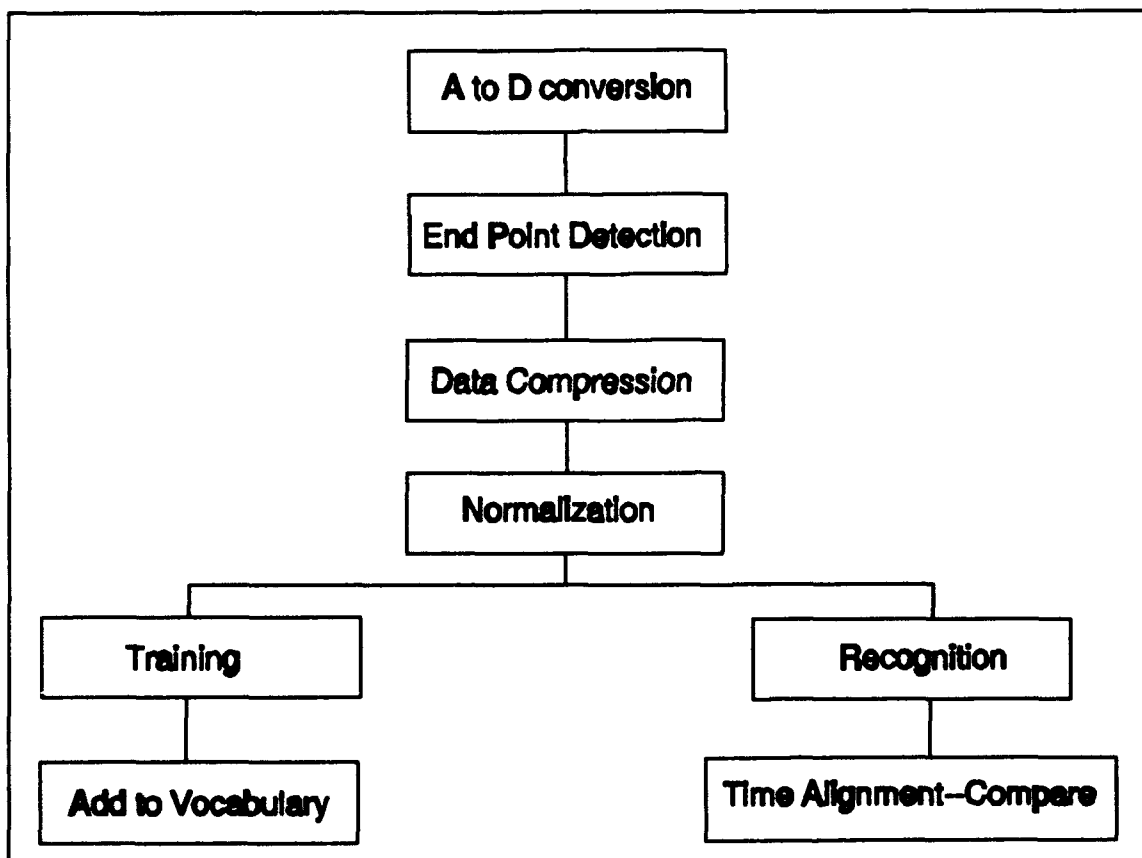 A to D conversion
End Point Detection
Data Compression
Normalization
Training
Recognition
Add to Vocabulary
Time Alignment--Compare